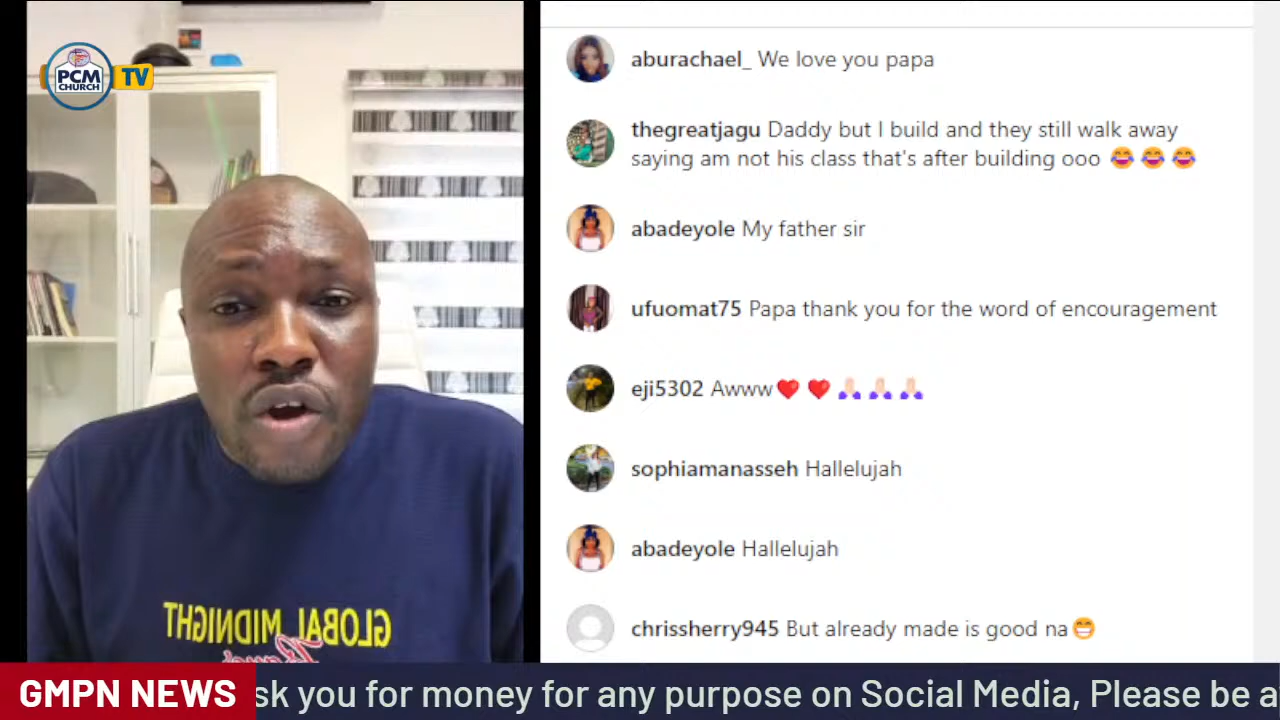 PCM
CHURCH
TV
GLOBAL MIDNIGHT
aburachael_ We love you papa
thegreatjagu Daddy but I build and they still walk away
saying am not his class that's after building ooo 😂 😂 😂
abadeyole My father sir
ufuomat75 Papa thank you for the word of encouragement
eji5302 Awww❤️ ❤️ 🙏🏻 🙏🏻 🙏🏻
sophiamanasseh Hallelujah
abadeyole Hallelujah
chrissherry945 But already made is good na😁
GMPN NEWS
sk you for money for any purpose on Social Media, Please be a